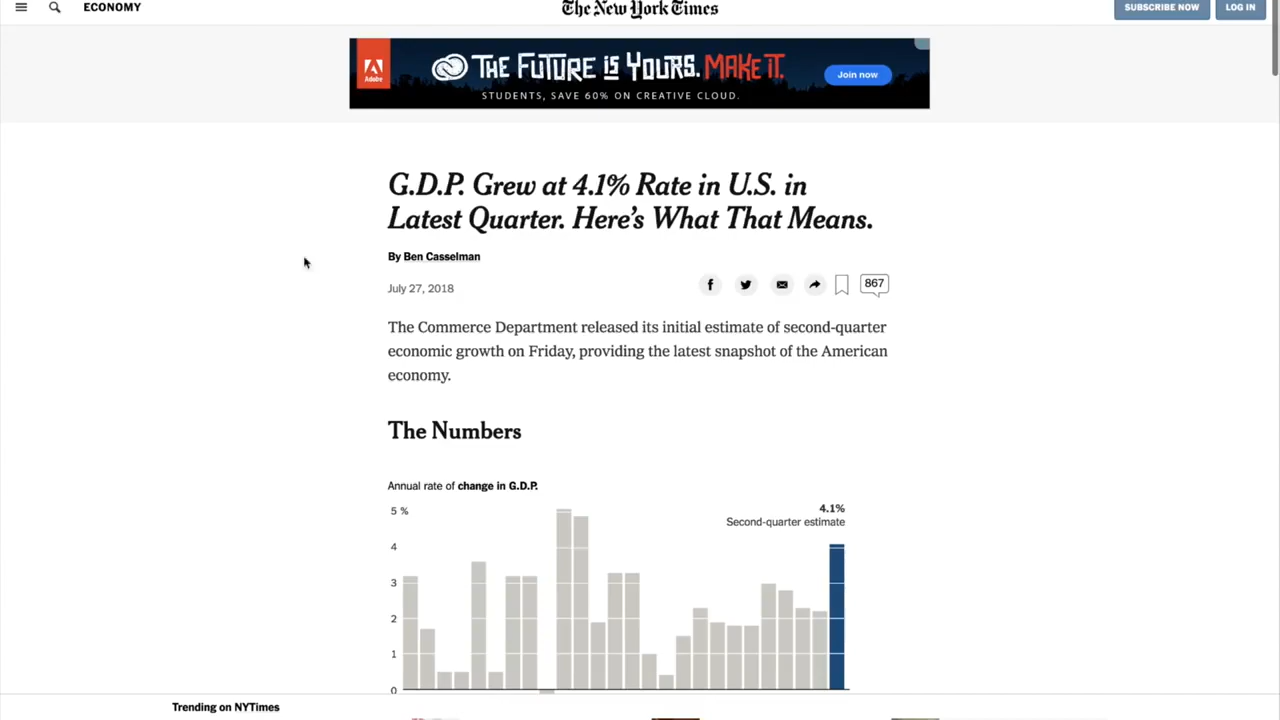 ECONOMY
The New York Times
SUBSCRIBE NOW
LOG IN
Adobe
THE FUTURE IS YOURS. MAKE IT.
Join now
STUDENTS, SAVE 60% ON CREATIVE CLOUD.
G.D.P. Grew at 4.1% Rate in U.S. in
Latest Quarter. Here's What That Means.
By Ben Casselman
July 27, 2018
867
The Commerce Department released its initial estimate of second-quarter
economic growth on Friday, providing the latest snapshot of the American
economy.
The Numbers
Annual rate of change in G.D.P.
5 %
4.1%
Second-quarter estimate
4
3
2
1
0
Trending on NYTimes